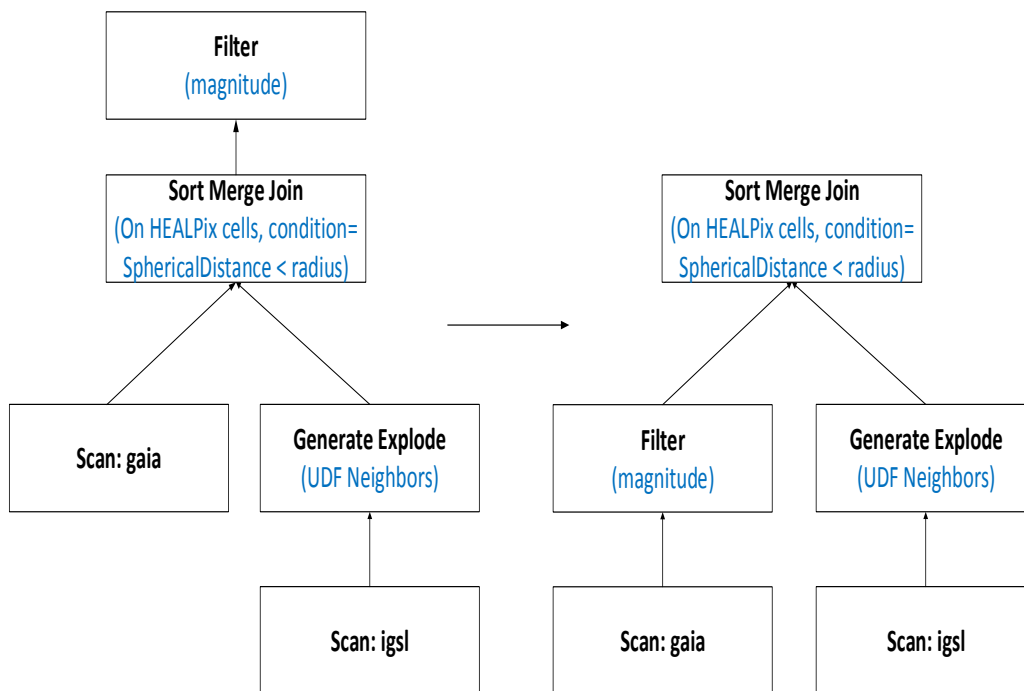 Filter
(magnitude)
Sort Merge Join
(On HEALPix cells, condition=
SphericalDistance < radius)
Scan: gaia
Generate Explode
(UDF Neighbors)
Scan: igsl
Sort Merge Join
(On HEALPix cells, condition=
SphericalDistance < radius)
Filter
(magnitude)
Generate Explode
(UDF Neighbors)
Scan: gaia
Scan: igsl